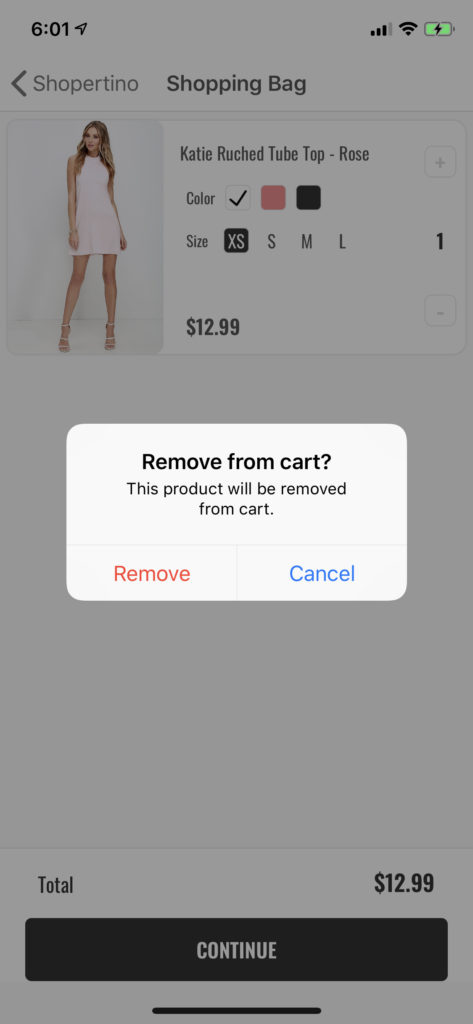 6:01
Shopertino Shopping Bag
Katie Ruched Tube Top - Rose
+
Color
Size XS S M L 1
$12.99
-
Remove from cart?
This product will be removed
from cart.
Remove Cancel
Total $12.99
CONTINUE